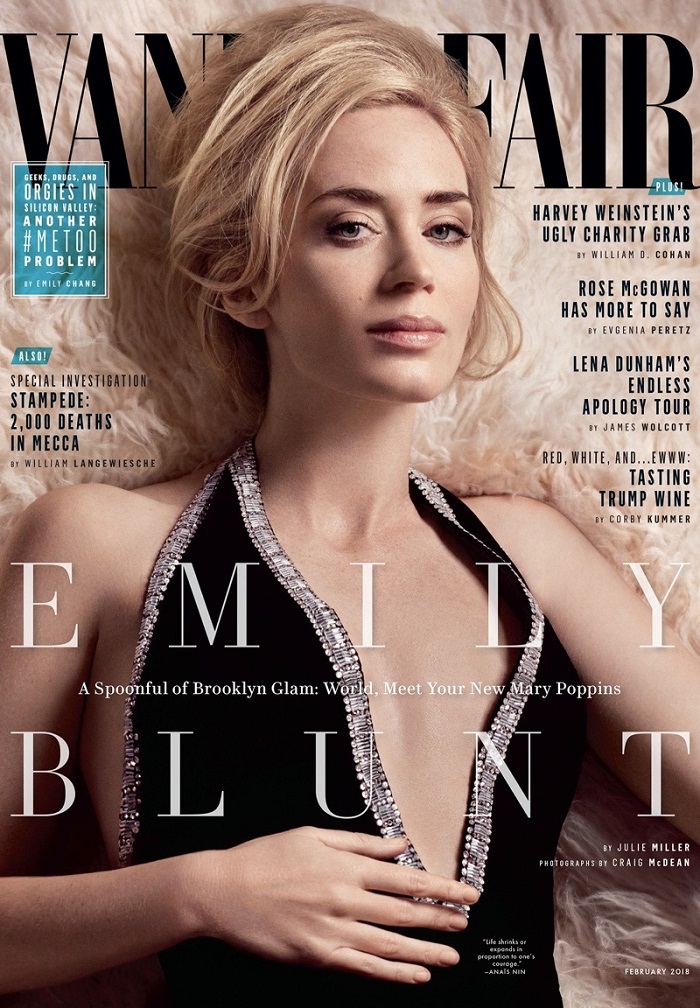 VANITY FAIR
GEEKS, DRUGS, AND
ORGIES IN
SILICON VALLEY:
ANOTHER
#METOO
PROBLEM
BY EMILY CHANG
ALSO!
SPECIAL INVESTIGATION
STAMPEDE:
2,000 DEATHS
IN MECCA
BY WILLIAM LANGEWIESCHE
PLUS!
HARVEY WEINSTEIN'S
UGLY CHARITY GRAB
BY WILLIAM D. COHAN
ROSE McGOWAN
HAS MORE TO SAY
BY EVGENIA PERETZ
LENA DUNHAM'S
ENDLESS
APOLOGY TOUR
BY JAMES WOLCOTT
RED, WHITE, AND...EWWW:
TASTING
TRUMP WINE
BY CORBY KUMMER
EMILY
A Spoonful of Brooklyn Glam: World, Meet Your New Mary Poppins
BLUNT
BY JULIE MILLER
PHOTOGRAPHS BY CRAIG McDEAN
"Life shrinks or
expands in
proportion to one's
courage."
—ANAÏS NIN
FEBRUARY 2018